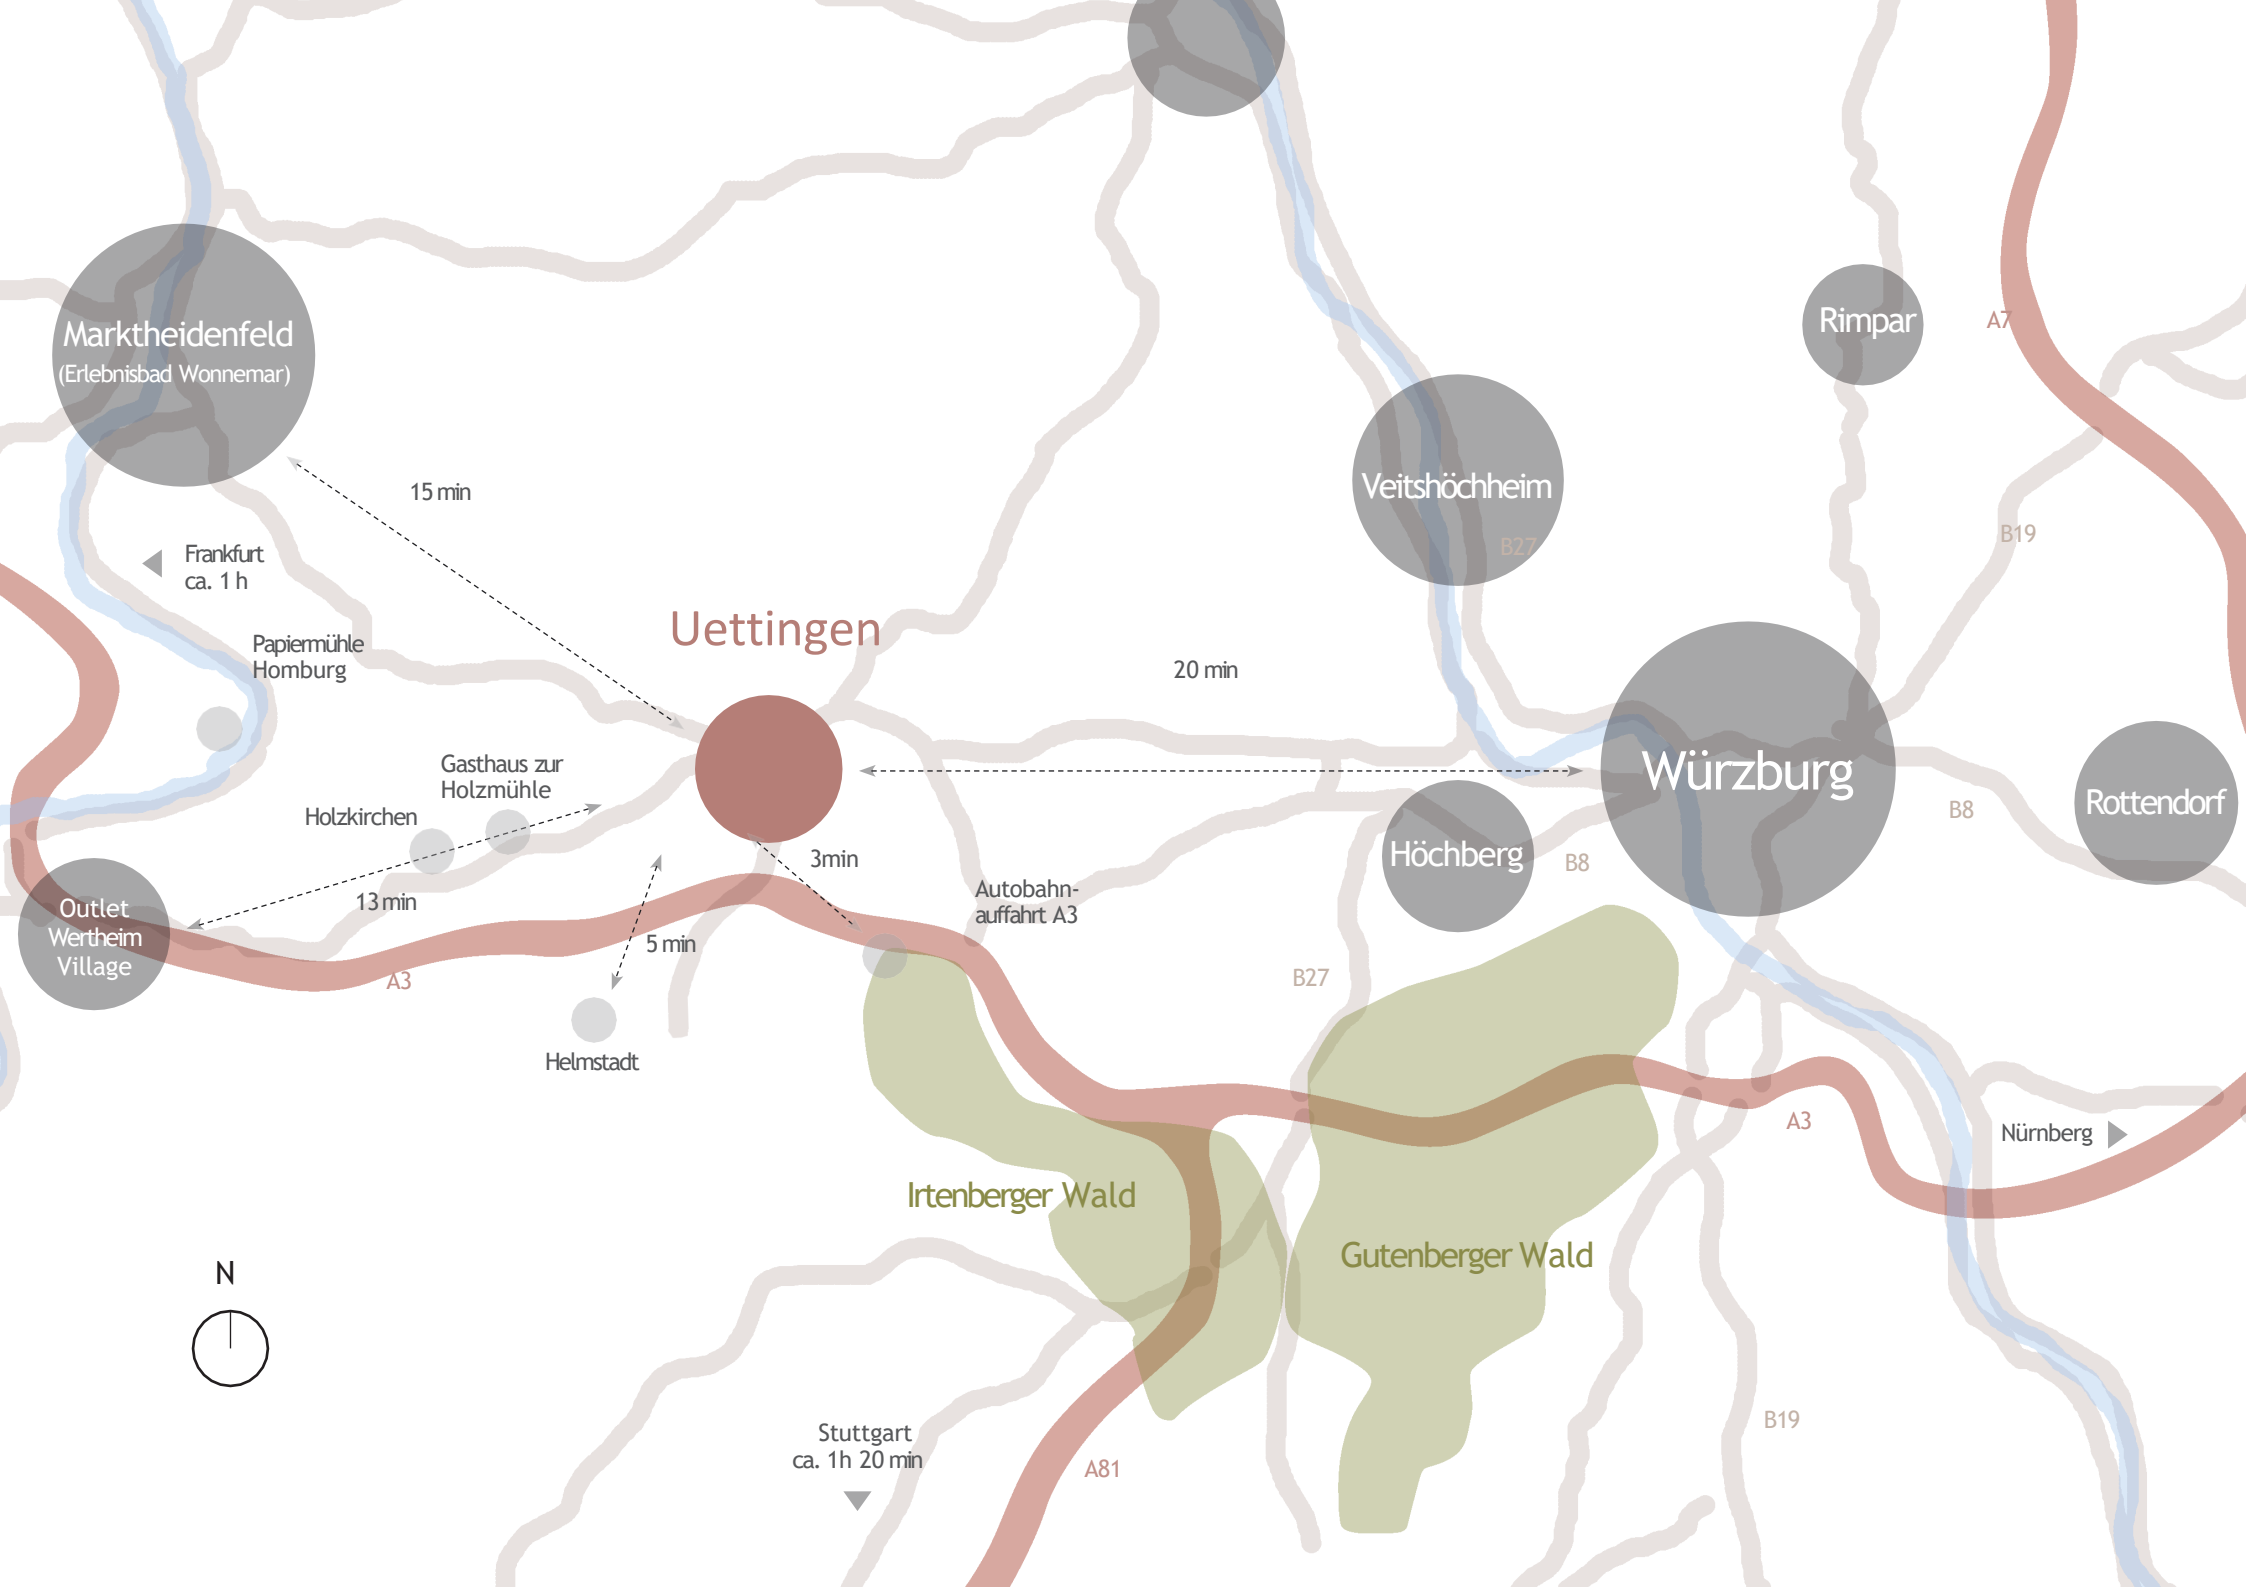 Marktheidenfeld
(Erlebnisbad Wonnemar)
Rimpar
A7
15 min
Veitshöchheim
B27
B19
Frankfurt
ca. 1 h
Uettingen
Papiermühle
Homburg
20 min
Gasthaus zur
Holzmühle
Würzburg
Rottendorf
B8
Holzkirchen
3min
Höchberg
B8
13 min
Autobahn-
auffahrt A3
Outlet
Wertheim
Village
5 min
A3
B27
Helmstadt
A3
Nürnberg
Irtenberger Wald
Gutenberger Wald
N
Stuttgart
ca. 1h 20 min
A81
B19